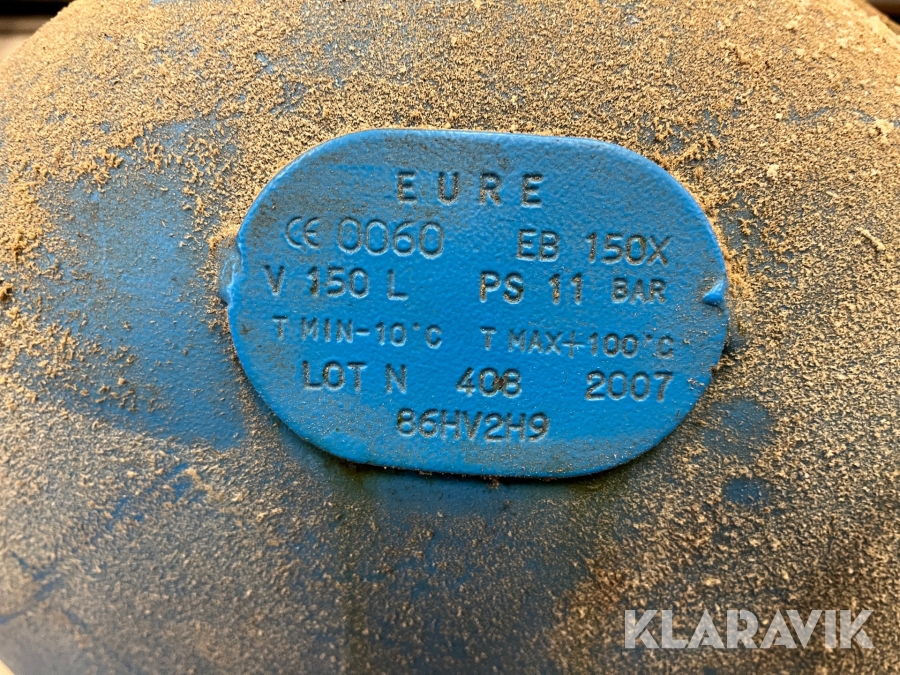 EURE
CE 0060 EB 150X
V 150 L PS 11 BAR
T MIN-10°C T MAX+100°C
LOT N 408 2007
86HV2H9
KLARAVIK